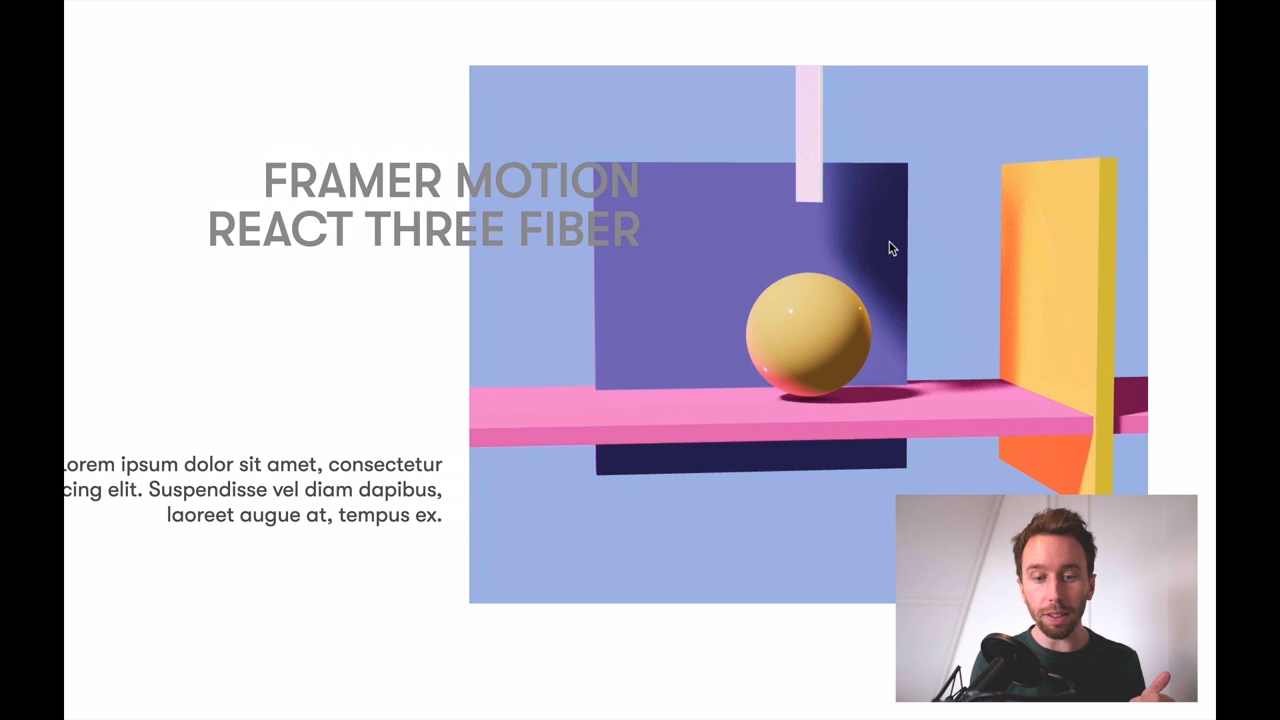 FRAMER MOTION
REACT THREE FIBER
Lorem ipsum dolor sit amet, consectetur
cing elit. Suspendisse vel diam dapibus,
laoreet augue at, tempus ex.